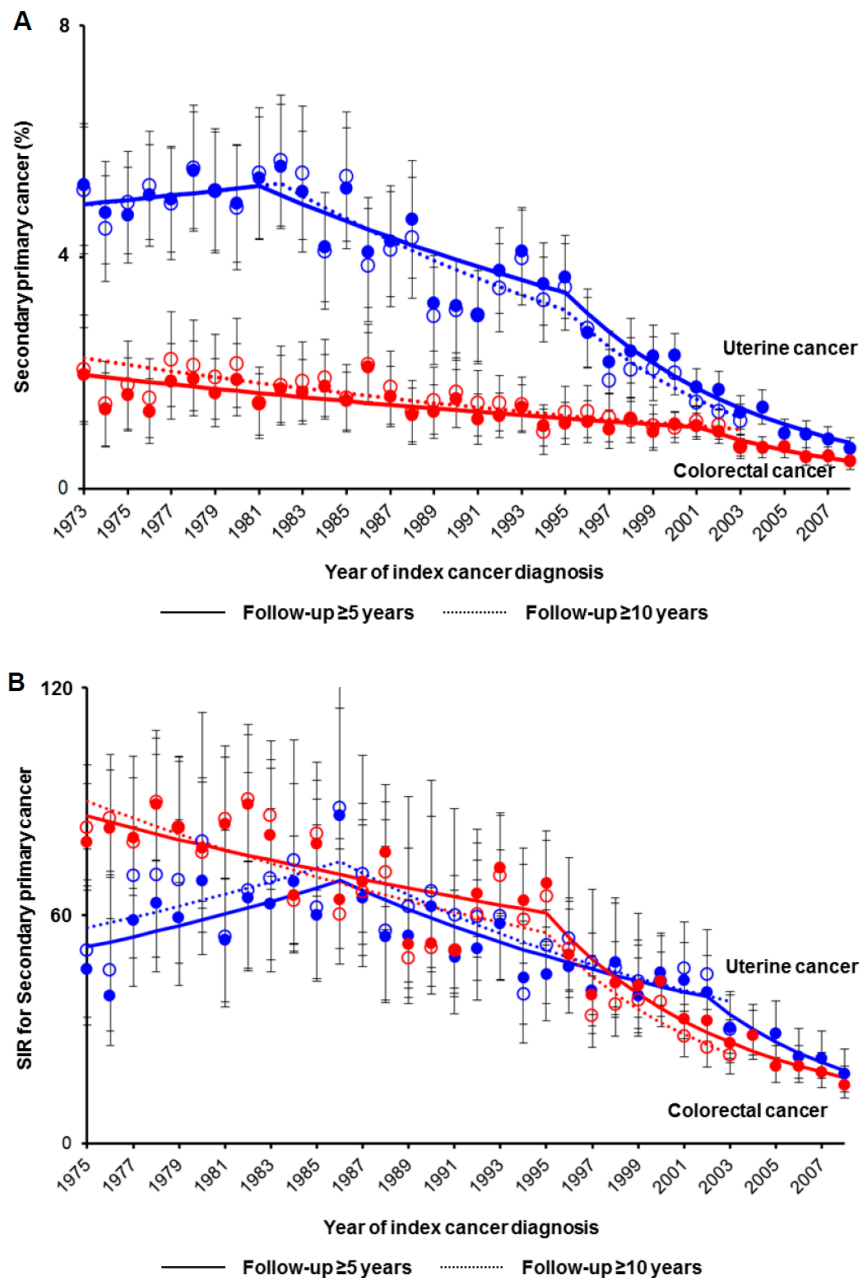 A
8
4
0
Secondary primary cancer (%)
Uterine cancer
Colorectal cancer
1973
1975
1977
1979
1981
1983
1985
1987
1989
1991
1993
1995
1997
1999
2001
2003
2005
2007
Year of index cancer diagnosis
Follow-up ≥5 years
Follow-up ≥10 years
B
120
60
0
SIR for Secondary primary cancer
Uterine cancer
Colorectal cancer
1975
1977
1979
1981
1983
1985
1987
1989
1991
1993
1995
1997
1999
2001
2003
2005
2007
Year of index cancer diagnosis
Follow-up ≥5 years
Follow-up ≥10 years